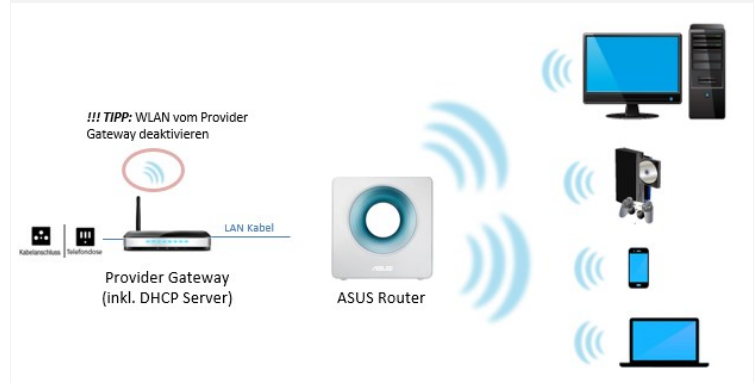 !!! TIPP: WLAN vom Provider
Gateway deaktivieren
LAN Kabel
Kabelanschluss | Telefondose
Provider Gateway
(inkl. DHCP Server)
ASUS
ASUS Router